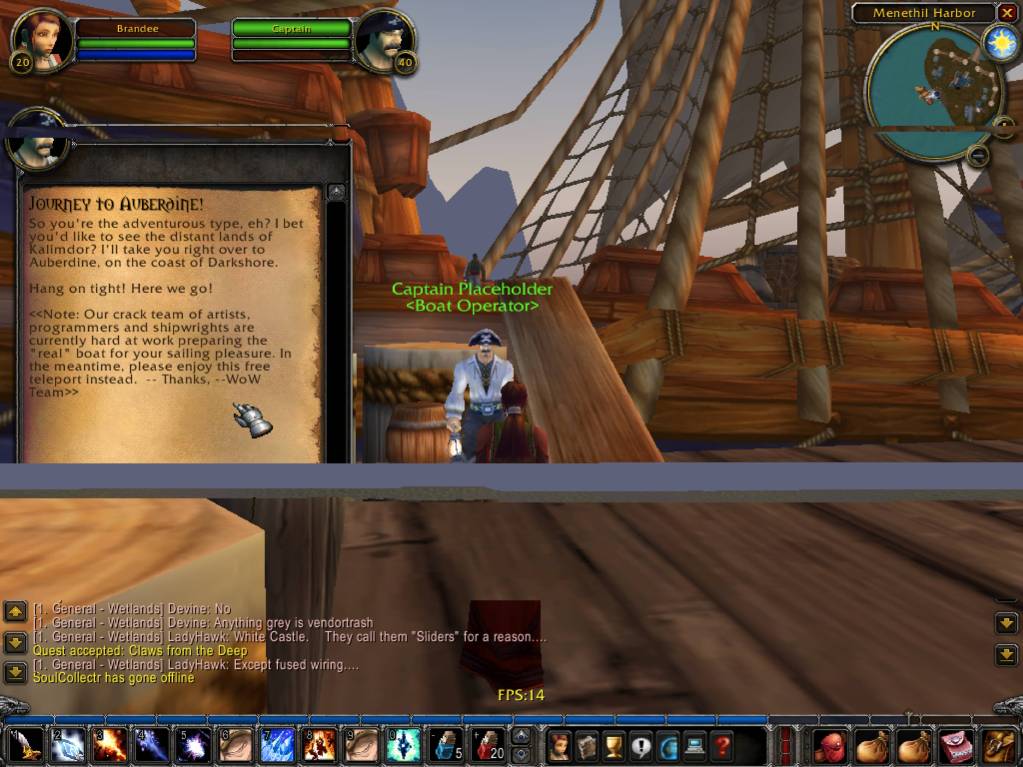 Brandee
20
Captain
40
Menethil Harbor
N
Journey to Auberdine!
So you're the adventurous type, eh? I bet
you'd like to see the distant lands of
Kalimdor? I'll take you right over to
Auberdine, on the coast of Darkshore.
Hang on tight! Here we go!
<<Note: Our crack team of artists,
programmers and shipwrights are
currently hard at work preparing the
"real" boat for your sailing pleasure. In
the meantime, please enjoy this free
teleport instead. -- Thanks, --WoW
Team>>
Captain Placeholder
<Boat Operator>
[1. General - Wetlands] Devine: No
[1. General - Wetlands] Devine: Anything grey is vendortrash
[1. General - Wetlands] LadyHawk: White Castle. They call them "Sliders" for a reason....
Quest accepted: Claws from the Deep
[1. General - Wetlands] LadyHawk: Except fused wiring....
SoulCollectr has gone offline
FPS:14
1 2 3 4 5 6 7 8 9 0 5 20